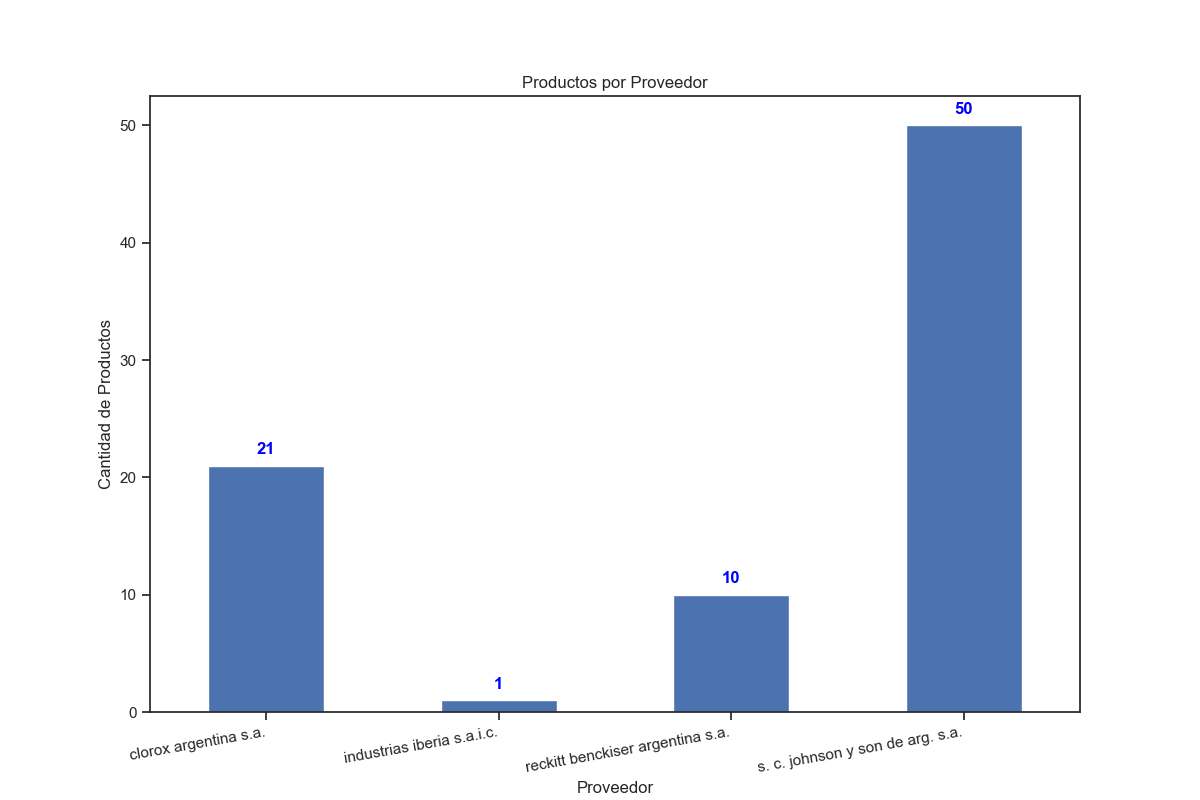 Productos por Proveedor
50
50
40
30
21
20
10
10
1
0
Cantidad de Productos
clorox argentina s.a.
industrias iberia s.a.i.c.
reckitt benckiser argentina s.a.
s. c. johnson y son de arg. s.a.
Proveedor